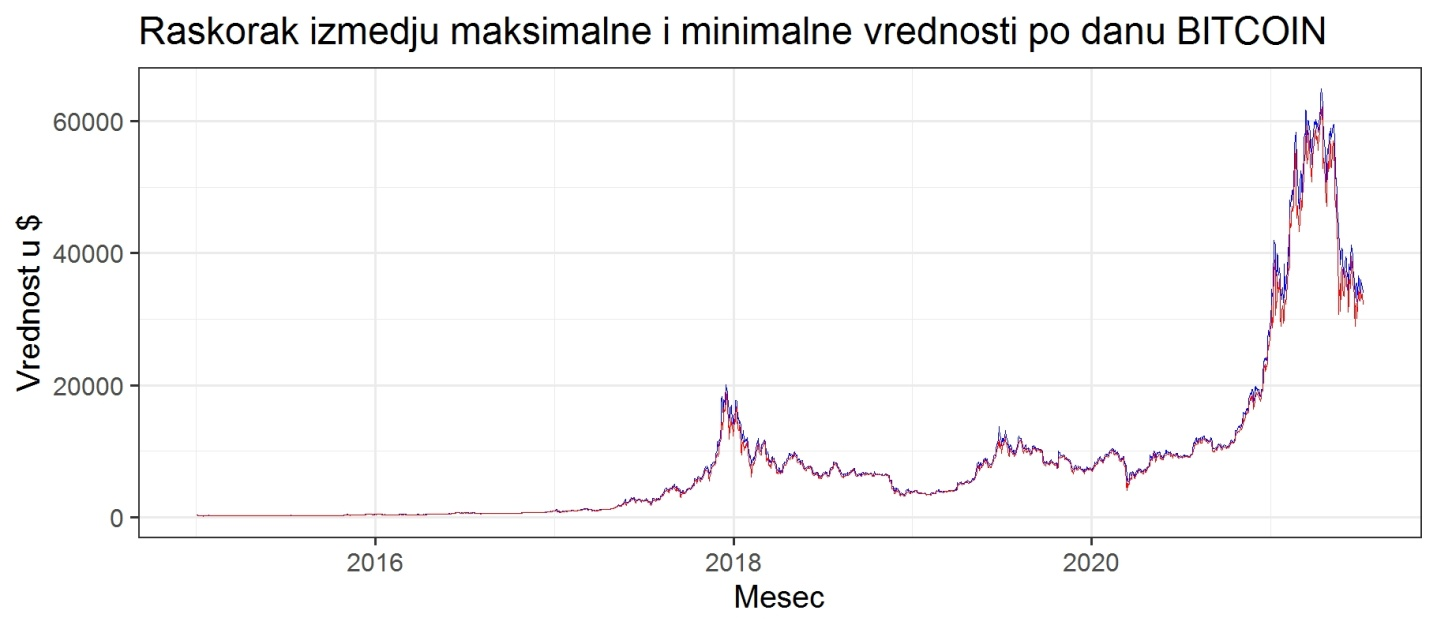 Raskorak izmedju maksimalne i minimalne vrednosti po danu BITCOIN
Vrednost u $
60000
40000
20000
0
2016
2018
2020
Mesec